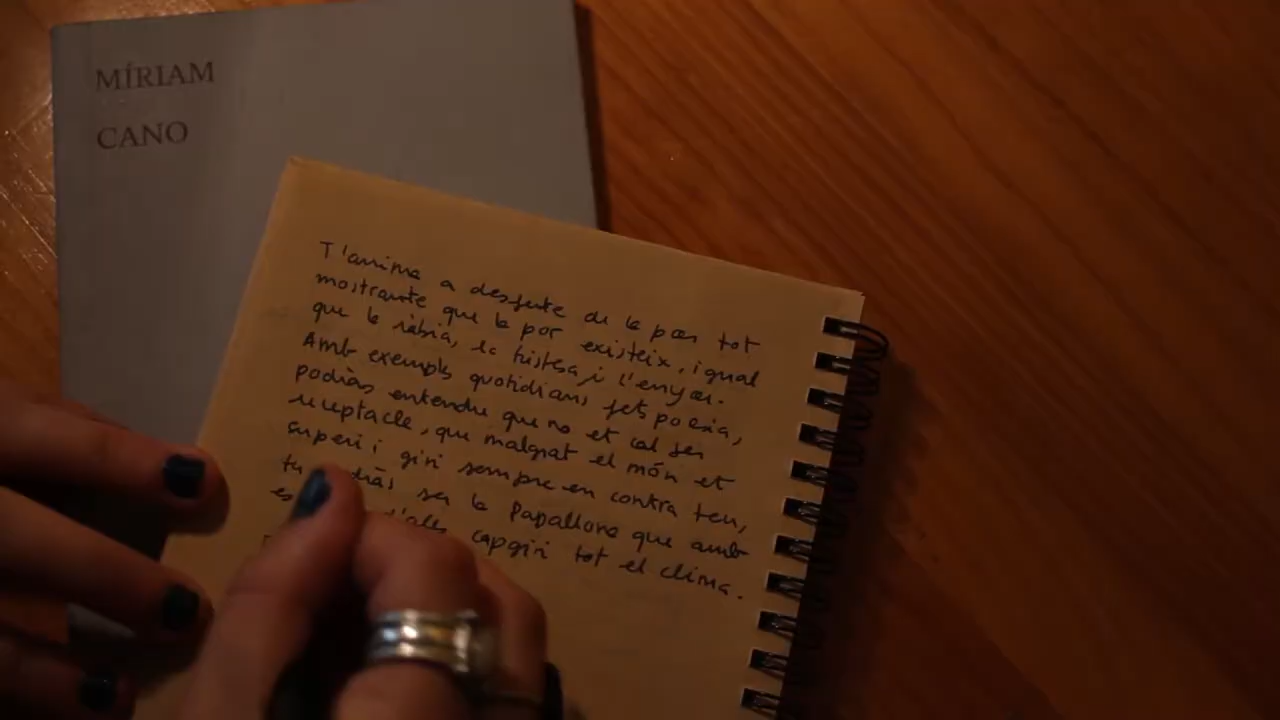 MÍRIAM
CANO
T'anima a desfer-te de la por tot
mostrant-te que la por existeix, igual
que la ràbia, la tristesa, i l'enyor.
Amb exemples quotidians fets poesia,
podràs entendre que no et cal ser
receptacle, que malgrat el món et
superi i giri sempre en contra teu,
tu podràs ser la Papallona que amb
d'ales capgiri tot el clima.